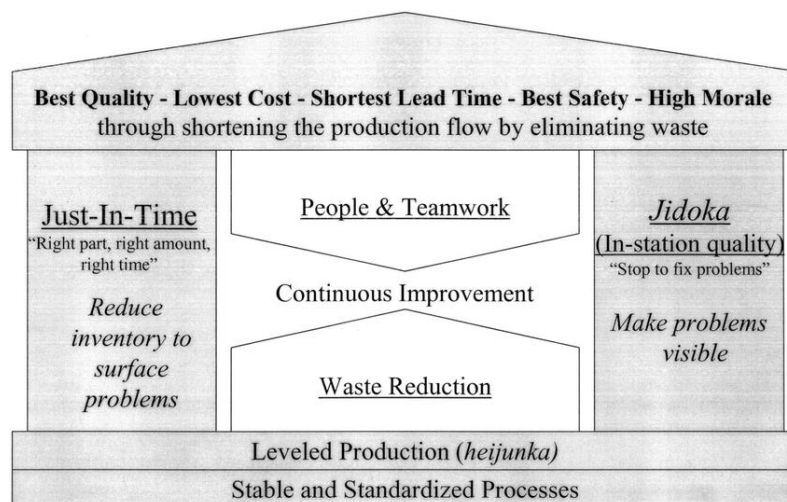 Best Quality - Lowest Cost - Shortest Lead Time - Best Safety - High Morale
through shortening the production flow by eliminating waste
Just-In-Time
“Right part, right amount,
right time”
Reduce
inventory to
surface
problems
People & Teamwork
Continuous Improvement
Waste Reduction
Jidoka
(In-station quality)
“Stop to fix problems”
Make problems
visible
Leveled Production (heijunka)
Stable and Standardized Processes